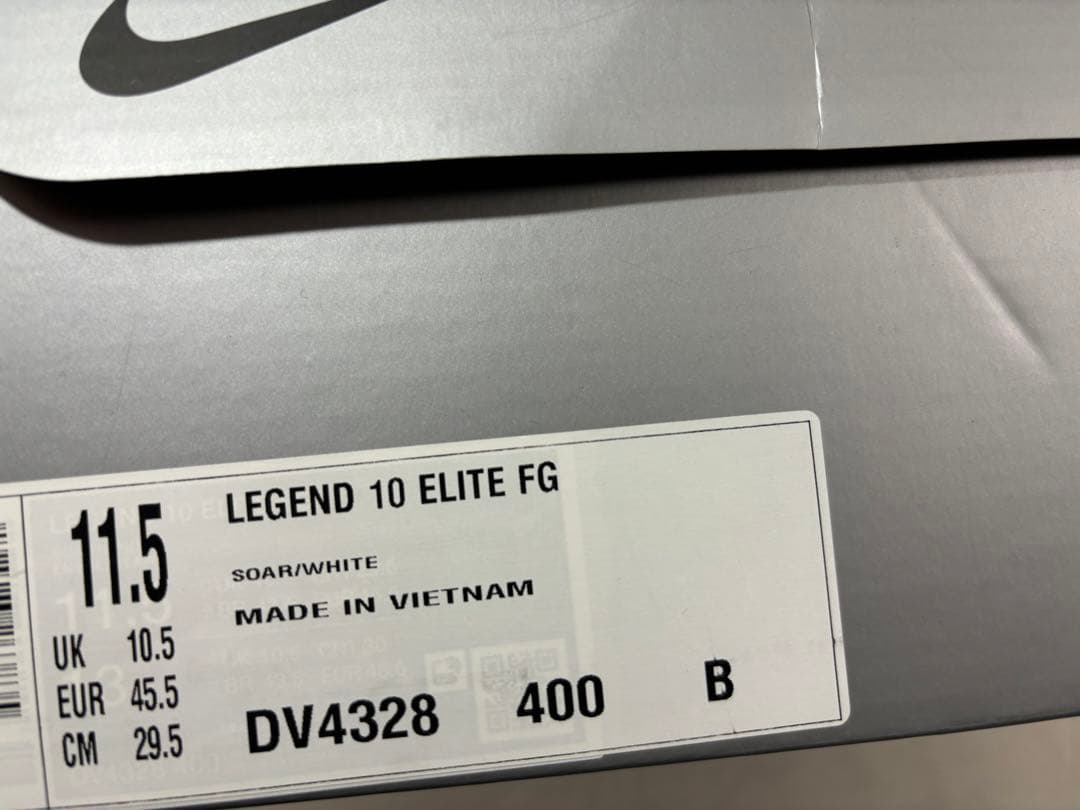 11.5
LEGEND 10 ELITE FG
SOAR/WHITE
MADE IN VIETNAM
UK 10.5
EUR 45.5
CM 29.5
DV4328 400 B